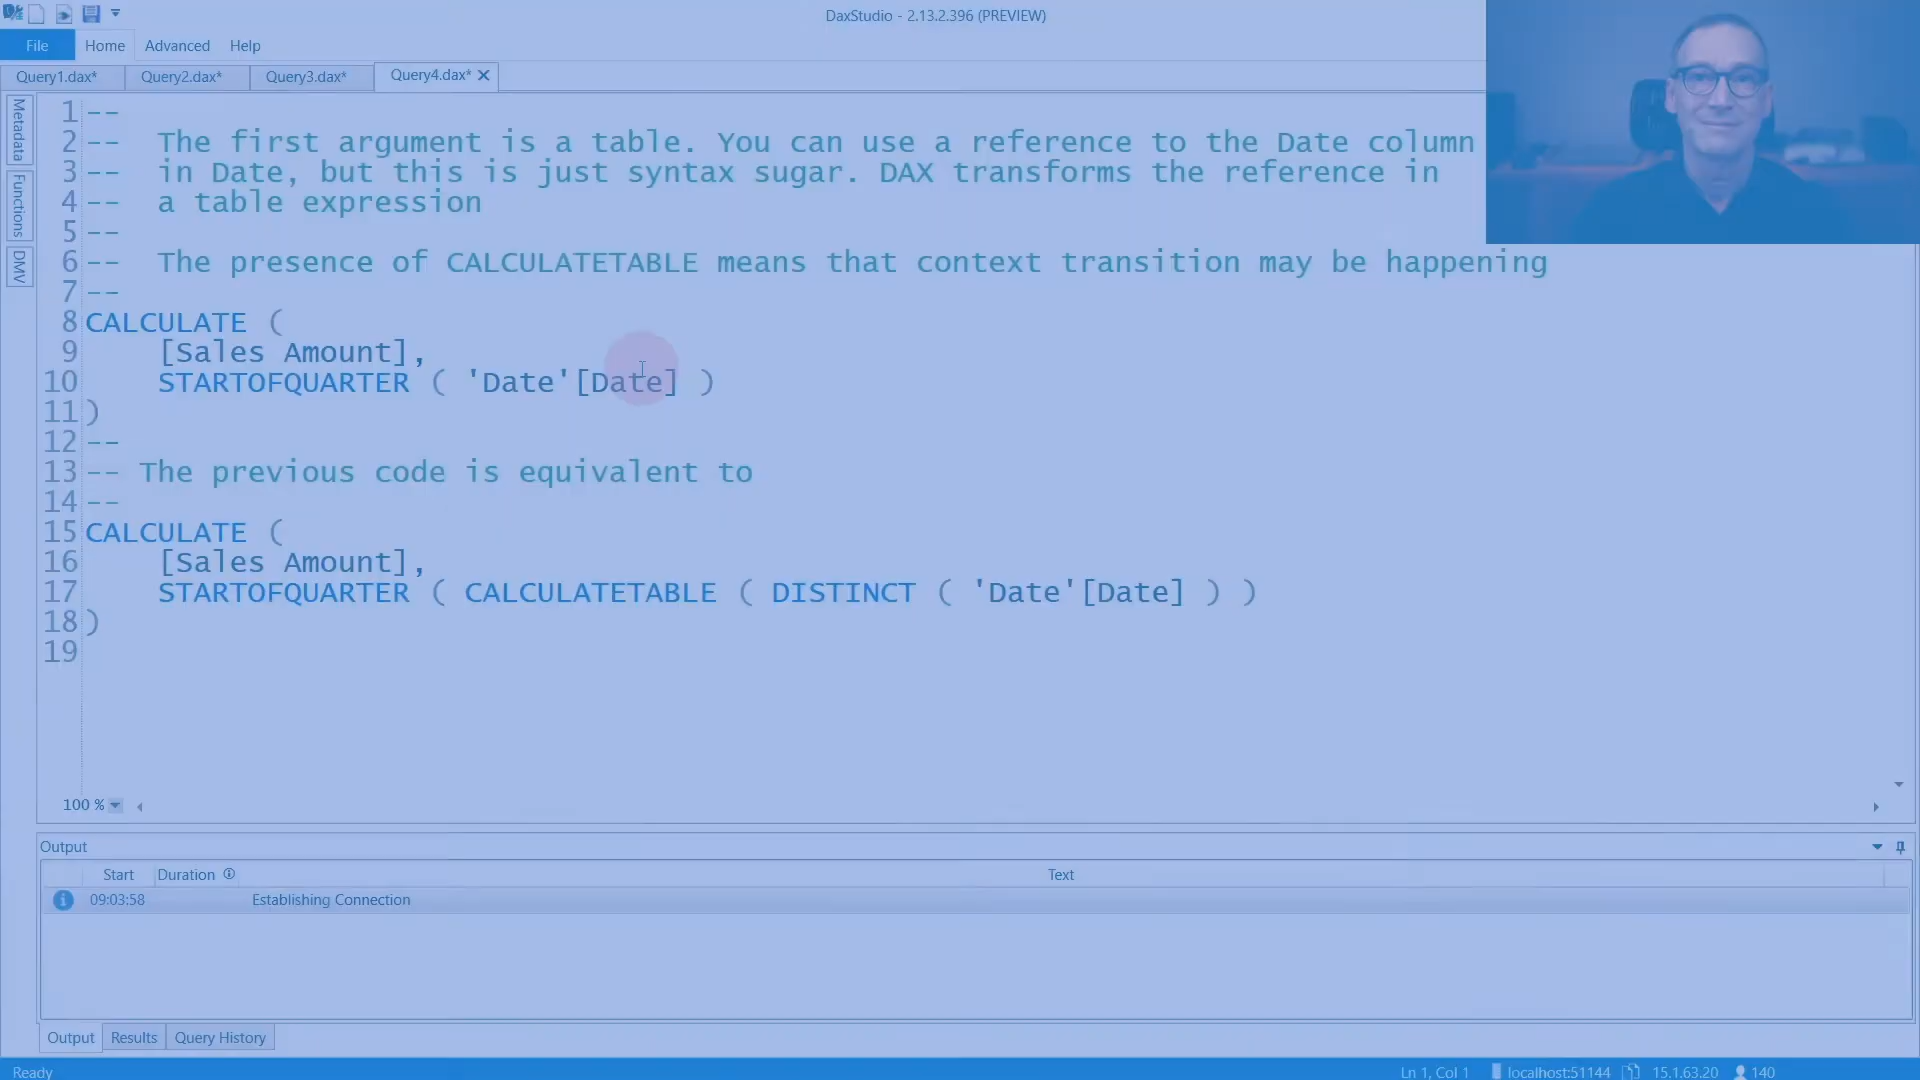 DaxStudio - 2.13.2.396 (PREVIEW)
File Home Advanced Help
Query1.dax* Query2.dax* Query3.dax* Query4.dax*
Metadata
Functions
DMV
1 --
2 -- The first argument is a table. You can use a reference to the Date column
3 -- in Date, but this is just syntax sugar. DAX transforms the reference in
4 -- a table expression
5 --
6 -- The presence of CALCULATETABLE means that context transition may be happening
7 --
8 CALCULATE (
9 [Sales Amount],
10 STARTOFQUARTER ( 'Date'[Date] )
11 )
12 --
13 -- The previous code is equivalent to
14 --
15 CALCULATE (
16 [Sales Amount],
17 STARTOFQUARTER ( CALCULATETABLE ( DISTINCT ( 'Date'[Date] ) )
18 )
19
100 %
Output
Start Duration Text
09:03:58 Establishing Connection
Output Results Query History
Ready Ln 1, Col 1 localhost:51144 15.1.63.20 140